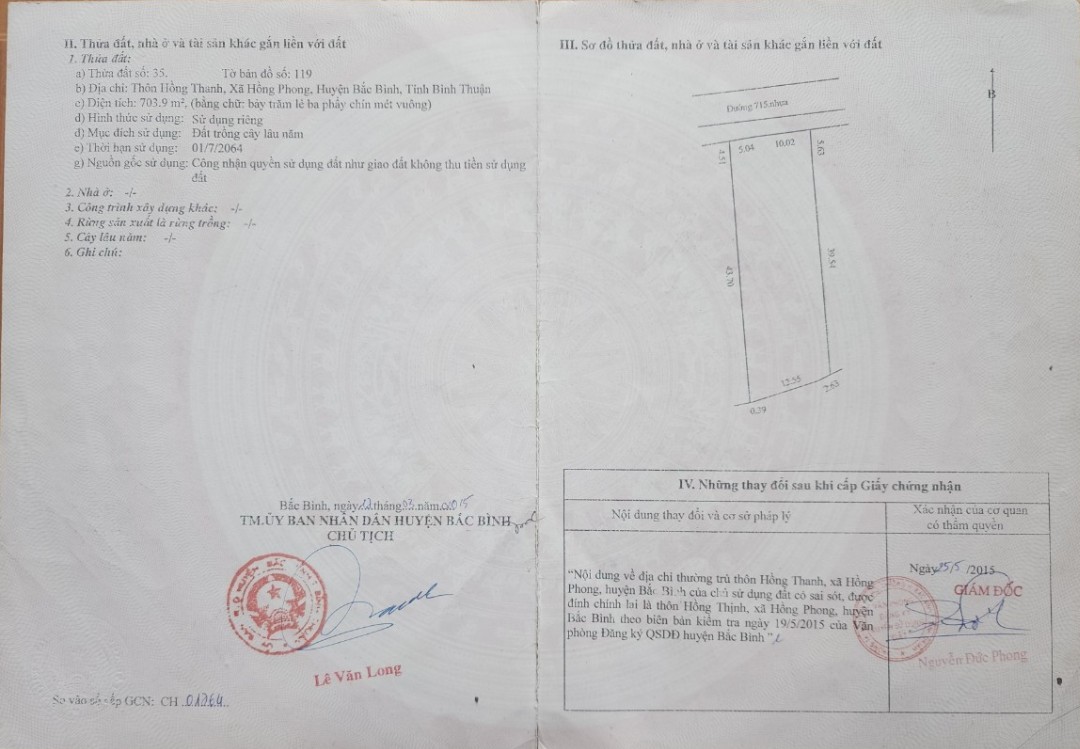 II. Thửa đất, nhà ở và tài sản khác gắn liền với đất
1. Thửa đất:
a) Thửa đất số: 35. Tờ bản đồ số: 119
b) Địa chỉ: Thôn Hồng Thanh, Xã Hồng Phong, Huyện Bắc Bình, Tỉnh Bình Thuận
c) Diện tích: 703.9 m², (bằng chữ: bảy trăm lẻ ba phẩy chín mét vuông)
d) Hình thức sử dụng: Sử dụng riêng
đ) Mục đích sử dụng: Đất trồng cây lâu năm
e) Thời hạn sử dụng: 01/7/2064
g) Nguồn gốc sử dụng: Công nhận quyền sử dụng đất như giao đất không thu tiền sử dụng
đất
2. Nhà ở: -/-
3. Công trình xây dựng khác: -/-
4. Rừng sản xuất là rừng trồng: -/-
5. Cây lâu năm: -/-
6. Ghi chú:
Bắc Bình, ngày 12 tháng 03 năm 2015
TM.ỦY BAN NHÂN DÂN HUYỆN BẮC BÌNH
CHỦ TỊCH
Lê Văn Long
Số vào sổ cấp GCN: CH 01764
III. Sơ đồ thửa đất, nhà ở và tài sản khác gắn liền với đất
B
Đường 715.nhựa
4.51
5.04
10.02
5.63
43.70
39.54
12.55
2.63
0.39
IV. Những thay đổi sau khi cấp Giấy chứng nhận
Nội dung thay đổi và cơ sở pháp lý
Xác nhận của cơ quan
có thẩm quyền
"Nội dung về địa chỉ thường trú thôn Hồng Thanh, xã Hồng
Phong, huyện Bắc Bình của chủ sử dụng đất có sai sót, được
đính chính lại là thôn Hồng Thịnh, xã Hồng Phong, huyện
Bắc Bình theo biên bản kiểm tra ngày 19/5/2015 của Văn
phòng Đăng ký QSDĐ huyện Bắc Bình"
Ngày 25/5/2015
GIÁM ĐỐC
Nguyễn Đức Phong